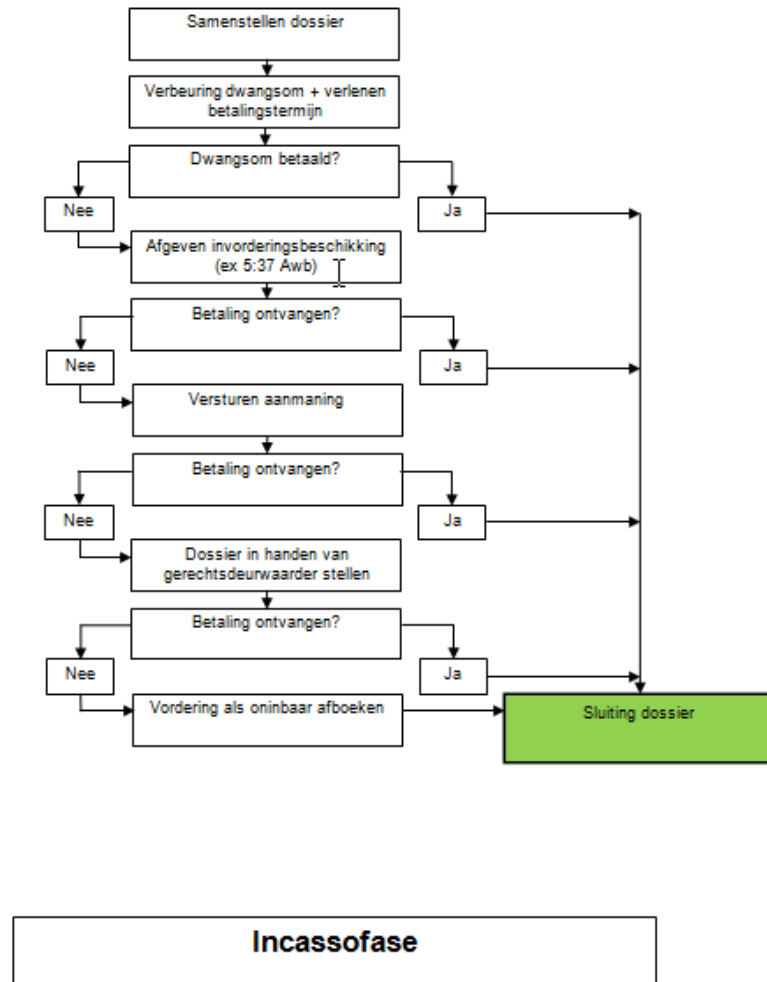 Samenstellen dossier
Verbeuring dwangsom + verlenen
betalingstermijn
Dwangsom betaald?
Nee
Ja
Afgeven invorderingsbeschikking
(ex 5:37 Awb)
Betaling ontvangen?
Nee
Ja
Versturen aanmaning
Betaling ontvangen?
Nee
Ja
Dossier in handen van
gerechtsdeurwaarder stellen
Betaling ontvangen?
Nee
Ja
Vordering als oninbaar afboeken
Sluiting dossier
Incassofase